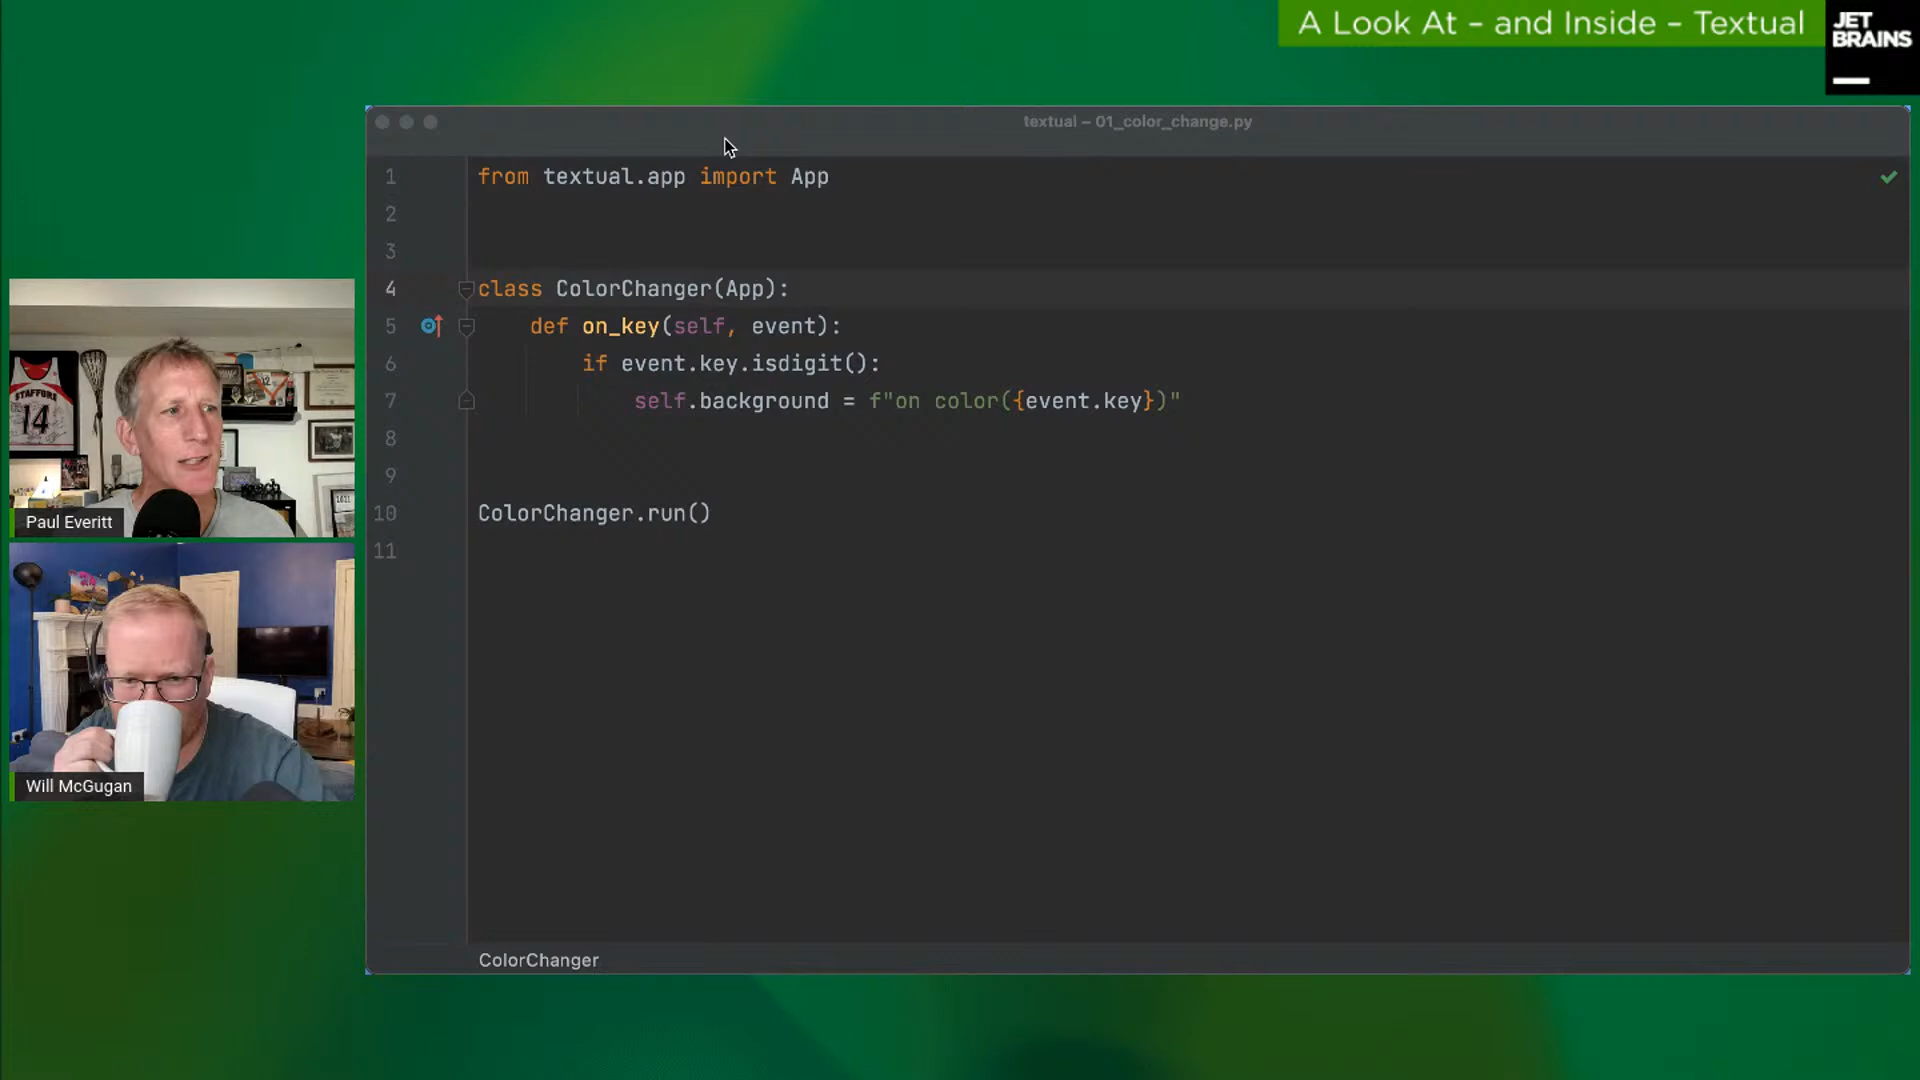 A Look At – and Inside – Textual
JET
BRAINS
textual – 01_color_change.py
1 from textual.app import App
2
3
4 class ColorChanger(App):
5 def on_key(self, event):
6 if event.key.isdigit():
7 self.background = f"on color({event.key})"
8
9
10 ColorChanger.run()
11
ColorChanger
STAFFORD
14
Paul Everitt
Will McGugan